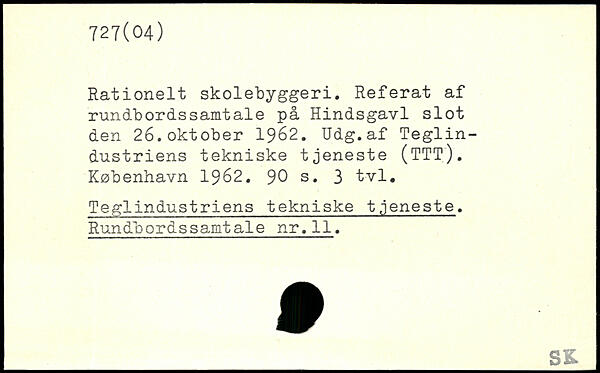 727(04)
Rationelt skolebyggeri. Referat af
rundbordssamtale på Hindsgavl slot
den 26.oktober 1962. Udg.af Teglin-
dustriens tekniske tjeneste (TTT).
København 1962. 90 s. 3 tvl.
Teglindustriens tekniske tjeneste.
Rundbordssamtale nr.11.
SK